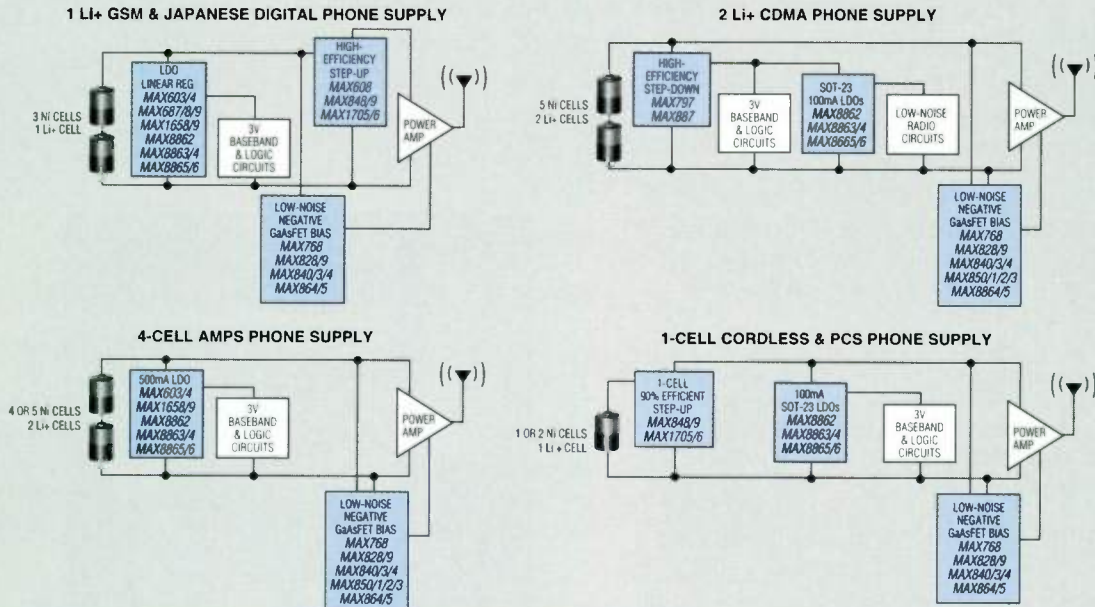 1 Li+ GSM & JAPANESE DIGITAL PHONE SUPPLY
3 Ni CELLS
1 Li+ CELL
LDO
LINEAR REG
MAX603/4
MAX687/8/9
MAX1658/9
MAX8862
MAX8863/4
MAX8865/6
3V
BASEBAND
& LOGIC
CIRCUITS
HIGH-
EFFICIENCY
STEP-UP
MAX608
MAX848/9
MAX1705/6
POWER
AMP
LOW-NOISE
NEGATIVE
GaAsFET BIAS
MAX768
MAX828/9
MAX840/3/4
MAX864/5
2 Li+ CDMA PHONE SUPPLY
5 Ni CELLS
2 Li+ CELLS
HIGH-
EFFICIENCY
STEP-DOWN
MAX797
MAX887
3V
BASEBAND
& LOGIC
CIRCUITS
SOT-23
100mA LDOs
MAX8862
MAX8863/4
MAX8665/6
LOW-NOISE
RADIO
CIRCUITS
POWER
AMP
LOW-NOISE
NEGATIVE
GaAsFET BIAS
MAX768
MAX828/9
MAX840/3/4
MAX850/1/2/3
MAX8864/5
4-CELL AMPS PHONE SUPPLY
4 OR 5 Ni CELLS
2 Li+ CELLS
500mA LDO
MAX603/4
MAX1658/9
MAX8862
MAX8863/4
MAX8865/6
3V
BASEBAND
& LOGIC
CIRCUITS
POWER
AMP
LOW-NOISE
NEGATIVE
GaAsFET BIAS
MAX768
MAX828/9
MAX840/3/4
MAX850/1/2/3
MAX864/5
1-CELL CORDLESS & PCS PHONE SUPPLY
1 OR 2 Ni CELLS
1 Li + CELL
1-CELL
90% EFFICIENT
STEP-UP
MAX848/9
MAX1705/6
100mA
SOT-23 LDOs
MAX8862
MAX8863/4
MAX8865/6
3V
BASEBAND
& LOGIC
CIRCUITS
POWER
AMP
LOW-NOISE
NEGATIVE
GaAsFET BIAS
MAX768
MAX828/9
MAX840/3/4
MAX864/5